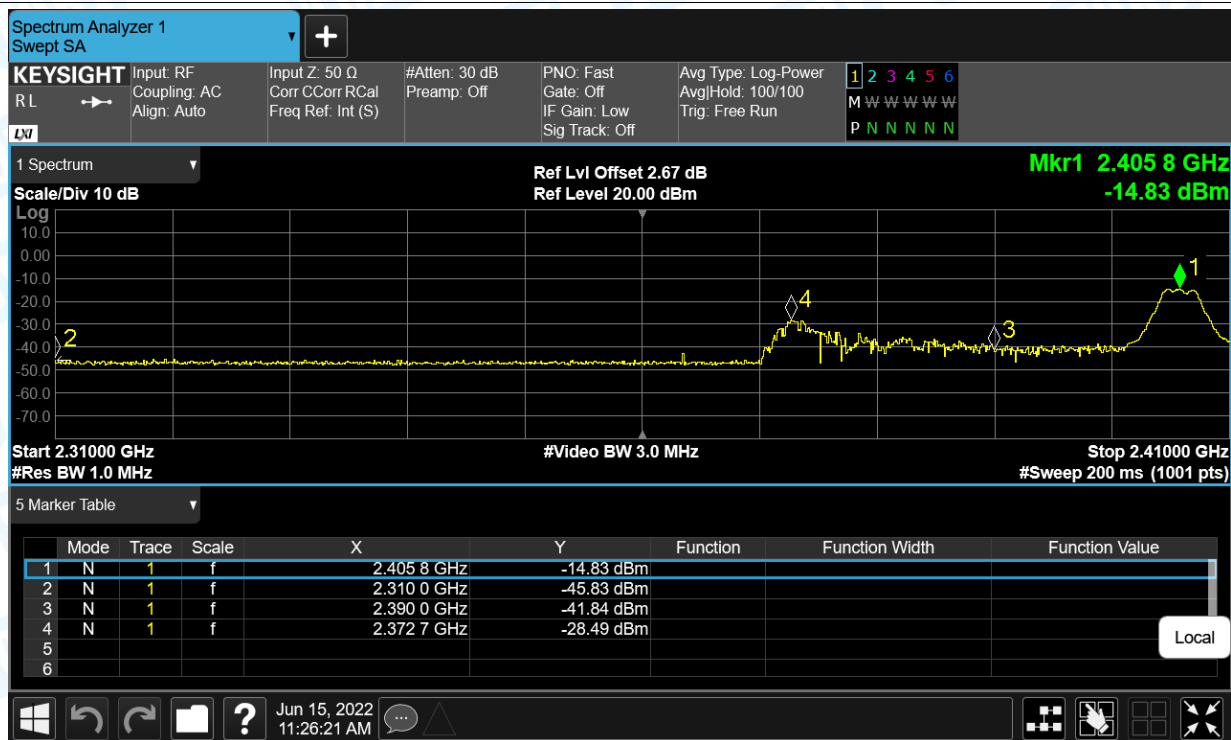 Spectrum Analyzer 1
Swept SA
+
KEYSIGHT Input: RF Input Z: 50 Ω #Atten: 30 dB PNO: Fast Avg Type: Log-Power 1 2 3 4 5 6
RL Coupling: AC Corr CCorr RCal Preamp: Off Gate: Off Avg|Hold: 100/100 M W W W W W
Align: Auto Freq Ref: Int (S) IF Gain: Low Trig: Free Run
LXI Sig Track: Off P N N N N N
1 Spectrum Ref Lvl Offset 2.67 dB Mkr1 2.405 8 GHz
Scale/Div 10 dB Ref Level 20.00 dBm -14.83 dBm
Log
10.0
0.00
-10.0 1
-20.0 4
-30.0 2 3
-40.0
-50.0
-60.0
-70.0
Start 2.31000 GHz #Video BW 3.0 MHz Stop 2.41000 GHz
#Res BW 1.0 MHz #Sweep 200 ms (1001 pts)
5 Marker Table
Mode Trace Scale X Y Function Function Width Function Value
1 N 1 f 2.405 8 GHz -14.83 dBm
2 N 1 f 2.310 0 GHz -45.83 dBm
3 N 1 f 2.390 0 GHz -41.84 dBm
4 N 1 f 2.372 7 GHz -28.49 dBm
5 Local
6
? Jun 15, 2022
11:26:21 AM